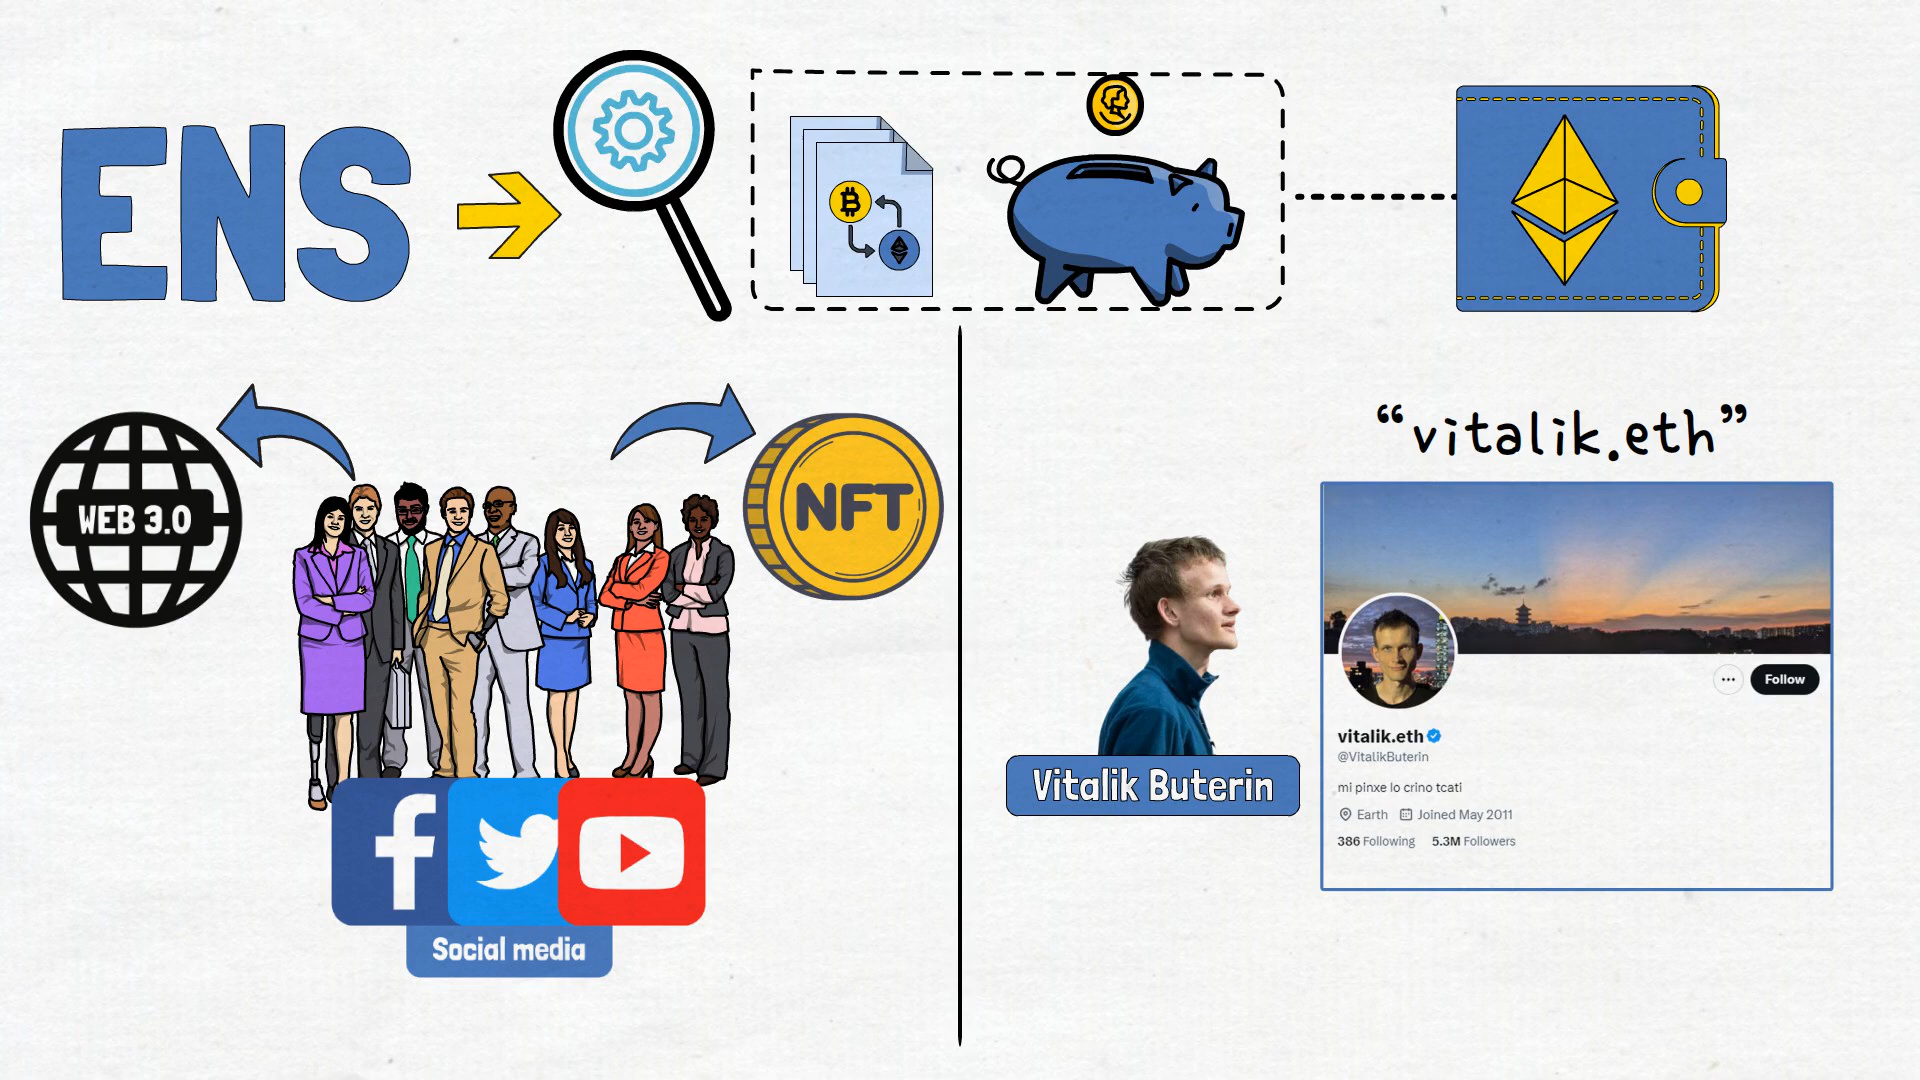 ENS
WEB 3.0
NFT
Social media
"vitalik.eth"
Vitalik Buterin
Follow
vitalik.eth
@VitalikButerin
mi pinxe lo crino tcati
Earth Joined May 2011
386 Following 5.3M Followers